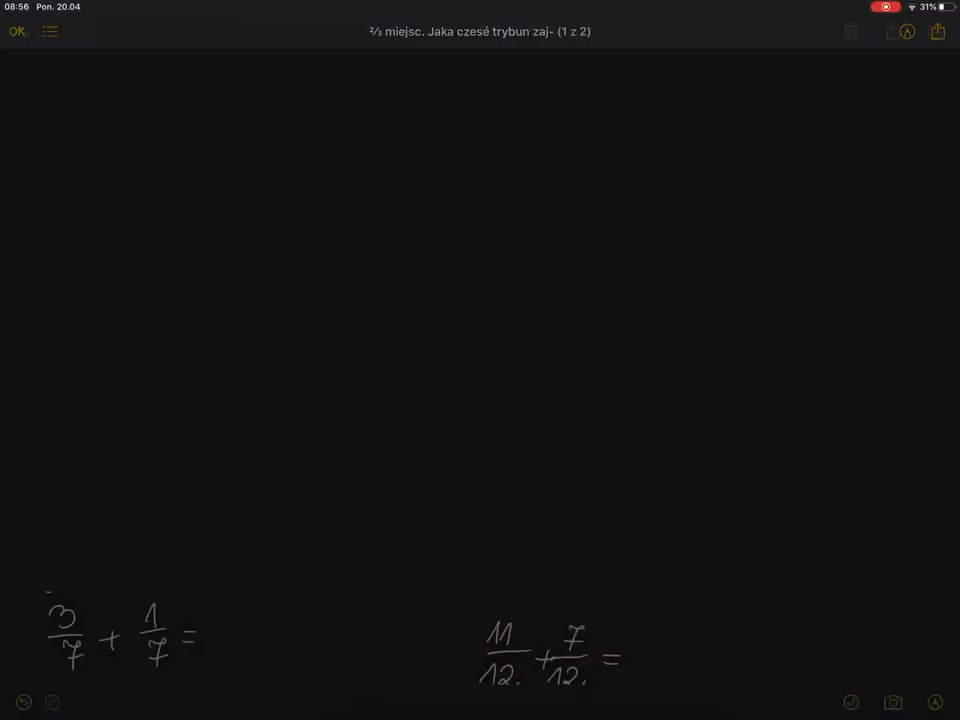 08:56 Pon. 20.04 31%
OK ⅔ miejsc. Jaka czesé trybun zaj- (1 z 2)
3/7 + 1/7 =
11/12. + 7/12. =